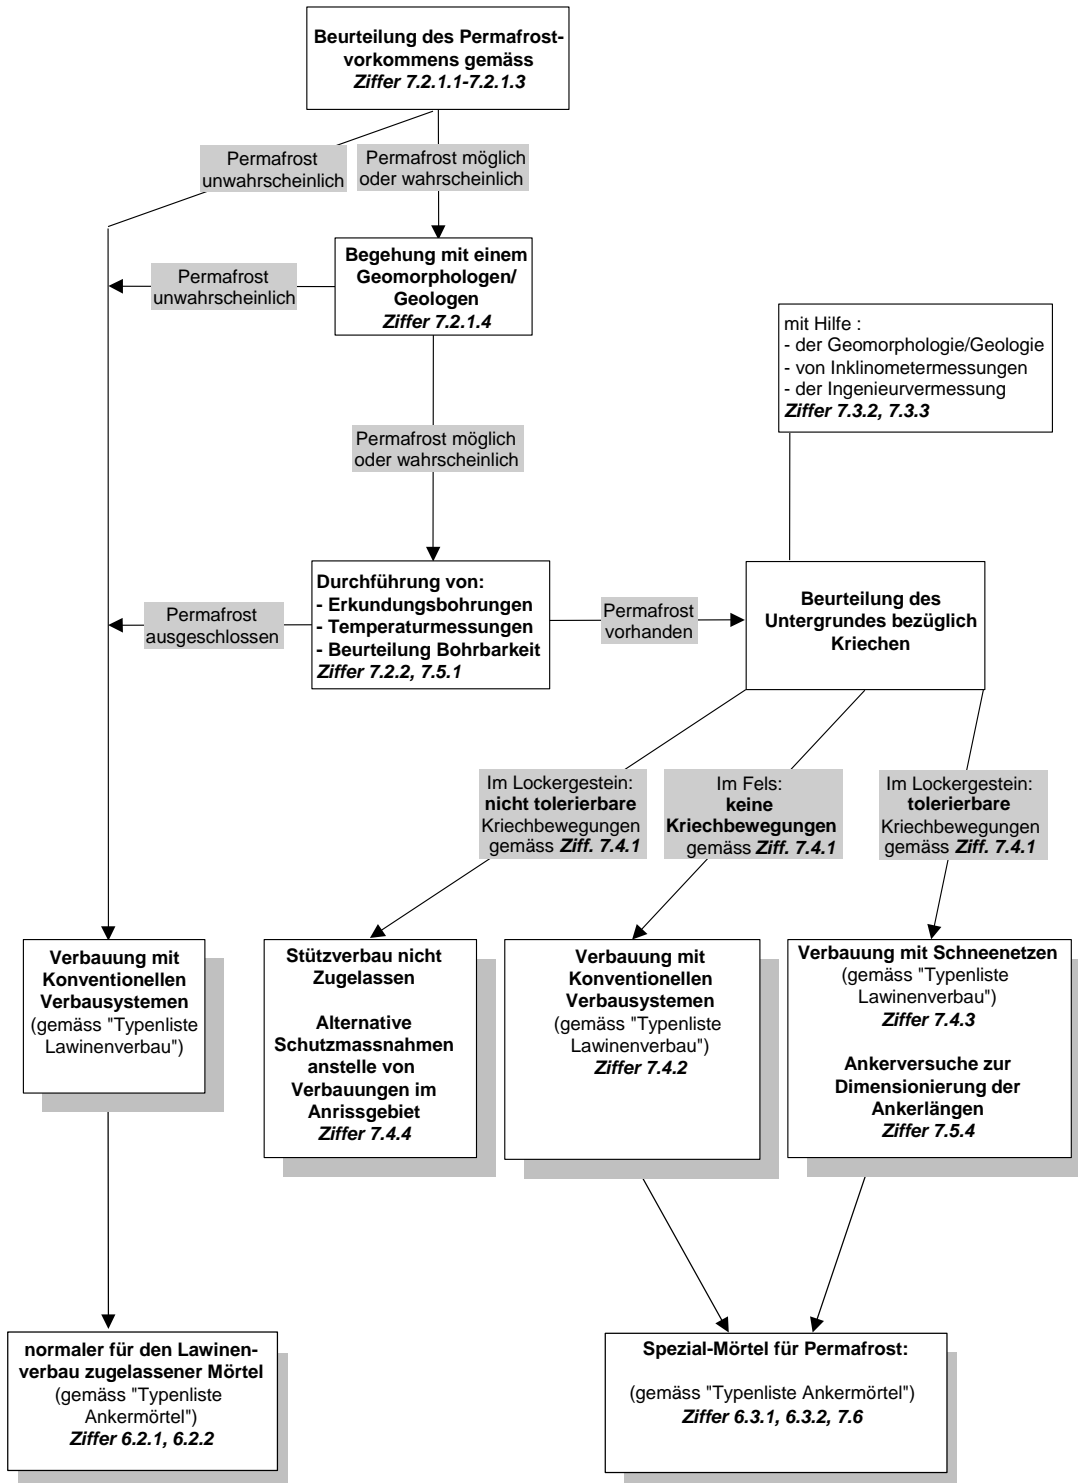 Beurteilung des Permafrost-
vorkommens gemäss
Ziffer 7.2.1.1-7.2.1.3
Permafrost
unwahrscheinlich
Permafrost möglich
oder wahrscheinlich
Begehung mit einem
Geomorphologen/
Geologen
Ziffer 7.2.1.4
Permafrost
unwahrscheinlich
mit Hilfe :
- der Geomorphologie/Geologie
- von Inklinometermessungen
- der Ingenieurvermessung
Ziffer 7.3.2, 7.3.3
Permafrost möglich
oder wahrscheinlich
Durchführung von:
- Erkundungsbohrungen
- Temperaturmessungen
- Beurteilung Bohrbarkeit
Ziffer 7.2.2, 7.5.1
Permafrost
ausgeschlossen
Permafrost
vorhanden
Beurteilung des
Untergrundes bezüglich
Kriechen
Im Lockergestein:
nicht tolerierbare
Kriechbewegungen
gemäss Ziff. 7.4.1
Im Fels:
keine
Kriechbewegungen
gemäss Ziff. 7.4.1
Im Lockergestein:
tolerierbare
Kriechbewegungen
gemäss Ziff. 7.4.1
Verbauung mit
Konventionellen
Verbausystemen
(gemäss "Typenliste
Lawinenverbau")
Stützverbau nicht
Zugelassen
Alternative
Schutzmassnahmen
anstelle von
Verbauungen im
Anrissgebiet
Ziffer 7.4.4
Verbauung mit
Konventionellen
Verbausystemen
(gemäss "Typenliste
Lawinenverbau")
Ziffer 7.4.2
Verbauung mit Schneenetzen
(gemäss "Typenliste
Lawinenverbau")
Ziffer 7.4.3
Ankerversuche zur
Dimensionierung der
Ankerlängen
Ziffer 7.5.4
normaler für den Lawinen-
verbau zugelassener Mörtel
(gemäss "Typenliste
Ankermörtel")
Ziffer 6.2.1, 6.2.2
Spezial-Mörtel für Permafrost:
(gemäss "Typenliste Ankermörtel")
Ziffer 6.3.1, 6.3.2, 7.6